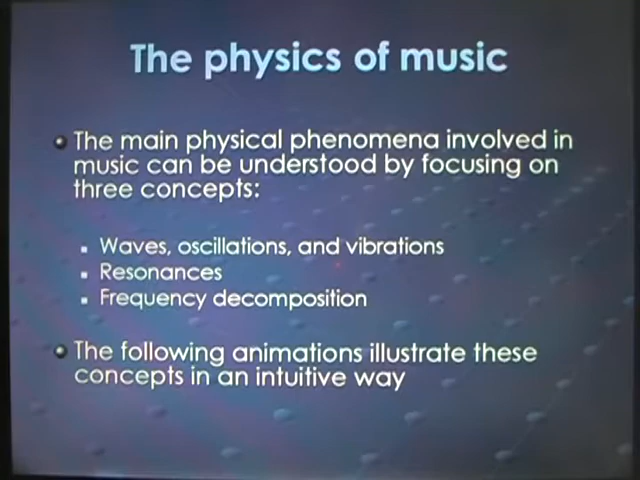 The physics of music
The main physical phenomena involved in
music can be understood by focusing on
three concepts:
Waves, oscillations, and vibrations
Resonances
Frequency decomposition
The following animations illustrate these
concepts in an intuitive way